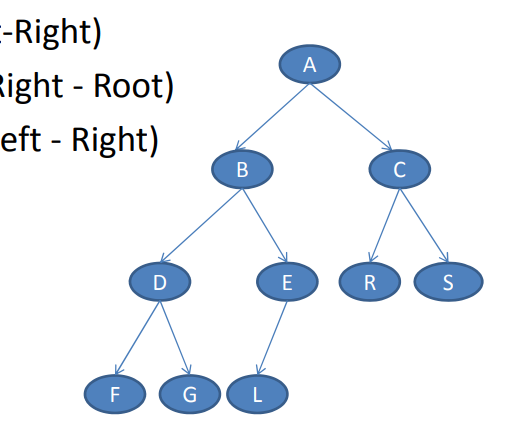 -Right)
Right - Root)
eft - Right)
A
B C
D E R S
F G L